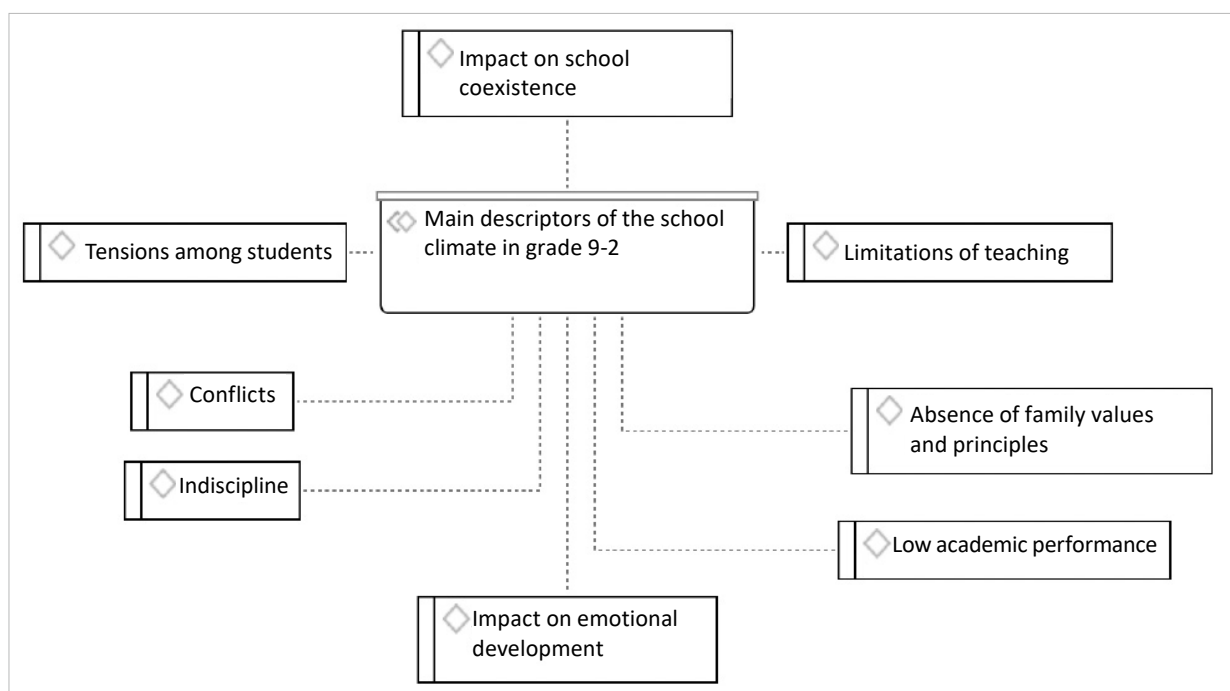 Impact on school
coexistence
Main descriptors of the school
climate in grade 9-2
Tensions among students
Limitations of teaching
Conflicts
Absence of family values
and principles
Indiscipline
Low academic performance
Impact on emotional
development